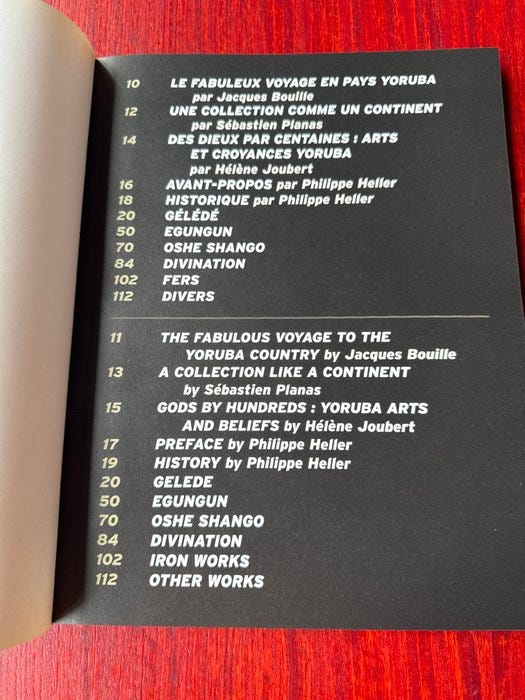 10 LE FABULEUX VOYAGE EN PAYS YORUBA
par Jacques Bouille
12 UNE COLLECTION COMME UN CONTINENT
par Sébastien Planas
14 DES DIEUX PAR CENTAINES : ARTS
ET CROYANCES YORUBA
par Hélène Joubert
16 AVANT-PROPOS par Philippe Heller
18 HISTORIQUE par Philippe Heller
20 GÉLÉDÉ
50 EGUNGUN
70 OSHE SHANGO
84 DIVINATION
102 FERS
112 DIVERS
11 THE FABULOUS VOYAGE TO THE
YORUBA COUNTRY by Jacques Bouille
13 A COLLECTION LIKE A CONTINENT
by Sébastien Planas
15 GODS BY HUNDREDS : YORUBA ARTS
AND BELIEFS by Hélène Joubert
17 PREFACE by Philippe Heller
19 HISTORY by Philippe Heller
20 GELEDE
50 EGUNGUN
70 OSHE SHANGO
84 DIVINATION
102 IRON WORKS
112 OTHER WORKS